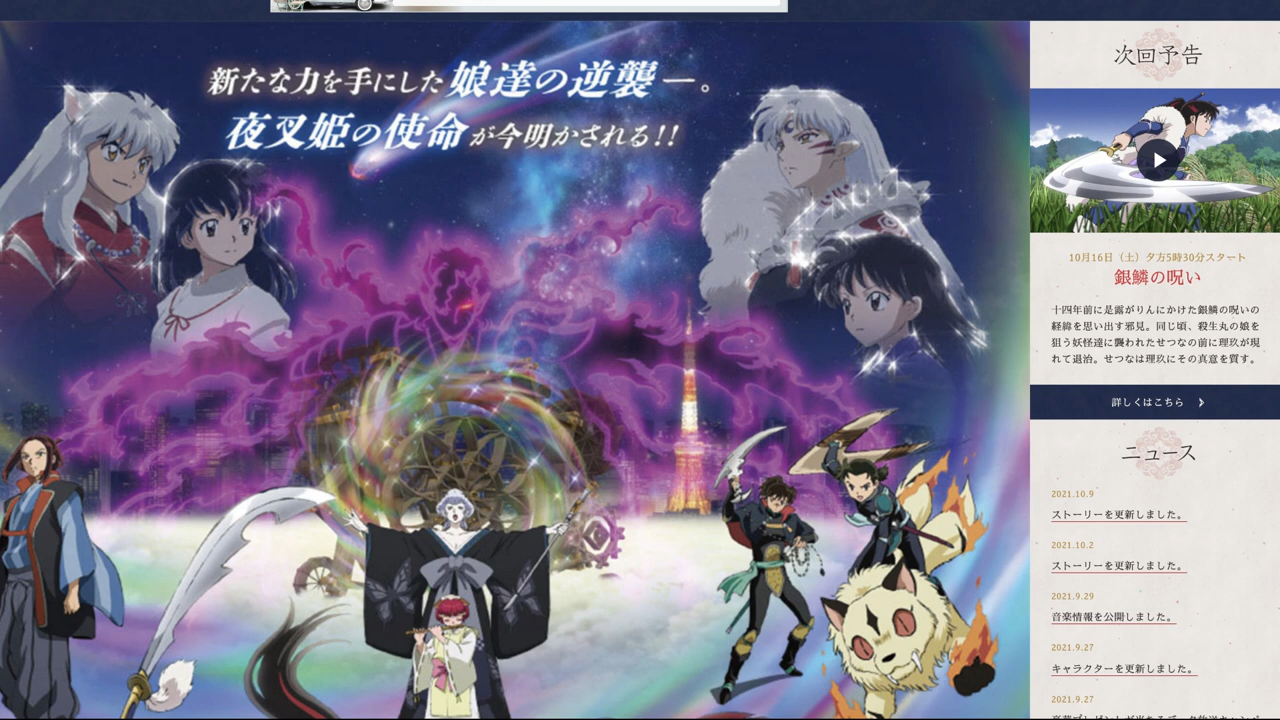 新たな力を手にした娘達の逆襲―。
夜叉姫の使命が今明かされる!!
次回予告
10月16日（土）夕方5時30分スタート
銀鱗の呪い
十四年前に是露がりんにかけた銀鱗の呪いの
経緯を思い出す邪見。同じ頃、殺生丸の娘を
狙う妖怪達に襲われたせつなの前に理玖が現
れて退治。せつなは理玖にその真意を質す。
詳しくはこちら
ニュース
2021.10.9
ストーリーを更新しました。
2021.10.2
ストーリーを更新しました。
2021.9.29
音楽情報を公開しました。
2021.9.27
キャラクターを更新しました。
2021.9.27